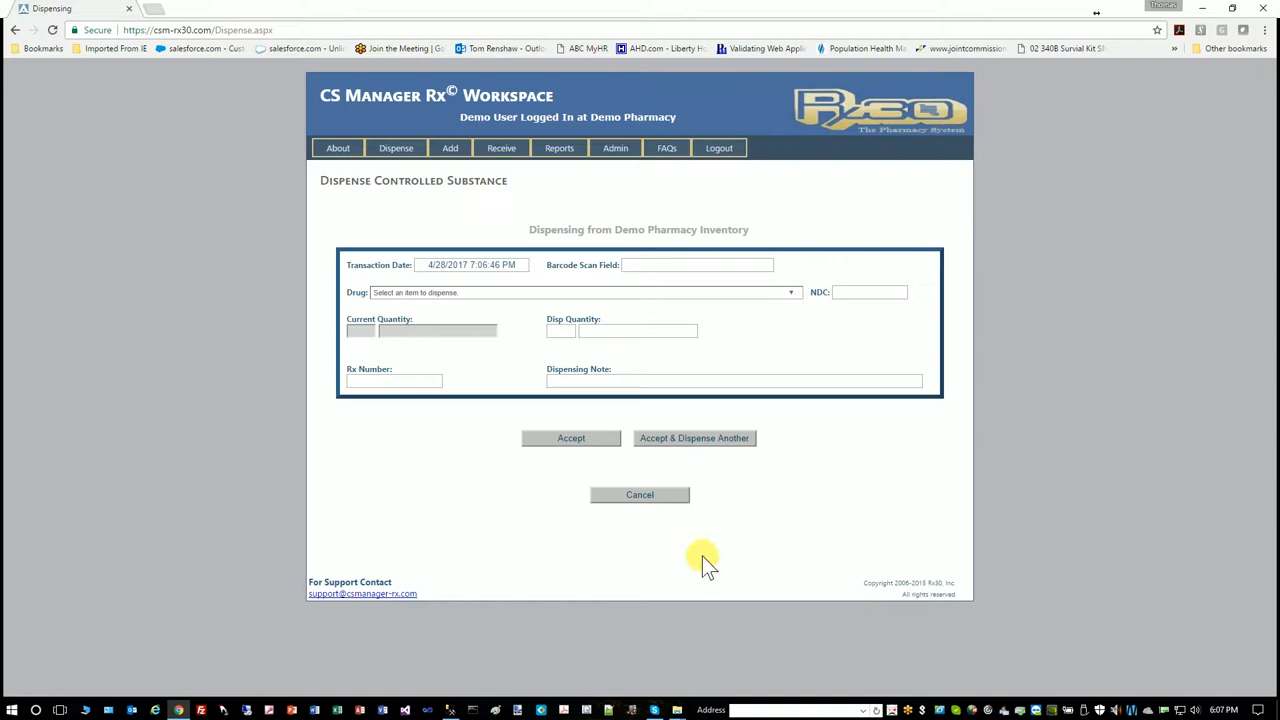 Dispensing
Thomas
Secure
https://csm-rx30.com/Dispense.aspx
Bookmarks
Imported From IE
salesforce.com - Cust
salesforce.com - Unli
Join the Meeting | Go
Tom Renshaw - Outlo
ABC MyHR
AHD.com - Liberty Ho
Validating Web Appli
Population Health Ma
www.jointcommission
02 340B Survial Kit Sh
Other bookmarks
CS Manager Rx© Workspace
Demo User Logged In at Demo Pharmacy
Rx30
The Pharmacy System
About Dispense Add Receive Reports Admin FAQs Logout
Dispense Controlled Substance
Dispensing from Demo Pharmacy Inventory
Transaction Date: 4/28/2017 7:06:46 PM Barcode Scan Field:
Drug: Select an item to dispense. NDC:
Current Quantity: Disp Quantity:
Rx Number: Dispensing Note:
Accept Accept & Dispense Another
Cancel
For Support Contact
support@csmanager-rx.com
Copyright 2006-2015 Rx30, Inc.
All rights reserved
Address
6:07 PM